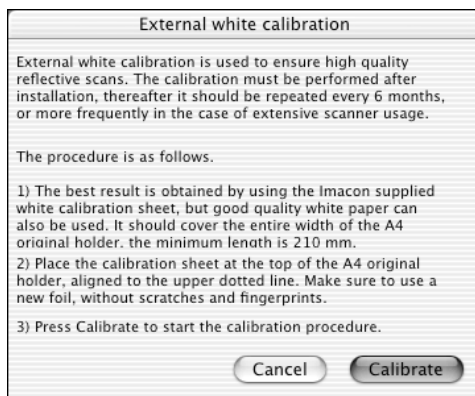 External white calibration
External white calibration is used to ensure high quality
reflective scans. The calibration must be performed after
installation, thereafter it should be repeated every 6 months,
or more frequently in the case of extensive scanner usage.
The procedure is as follows.
1) The best result is obtained by using the Imacon supplied
white calibration sheet, but good quality white paper can
also be used. It should cover the entire width of the A4
original holder, the minimum length is 210 mm.
2) Place the calibration sheet at the top of the A4 original
holder, aligned to the upper dotted line. Make sure to use a
new foil, without scratches and fingerprints.
3) Press Calibrate to start the calibration procedure.
Cancel Calibrate